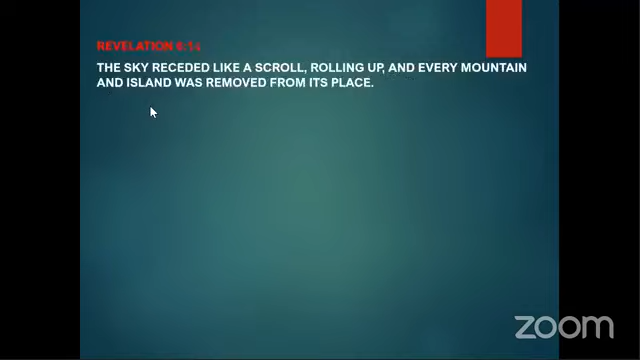 REVELATION 6:14
THE SKY RECEDED LIKE A SCROLL, ROLLING UP, AND EVERY MOUNTAIN
AND ISLAND WAS REMOVED FROM ITS PLACE.
zoom